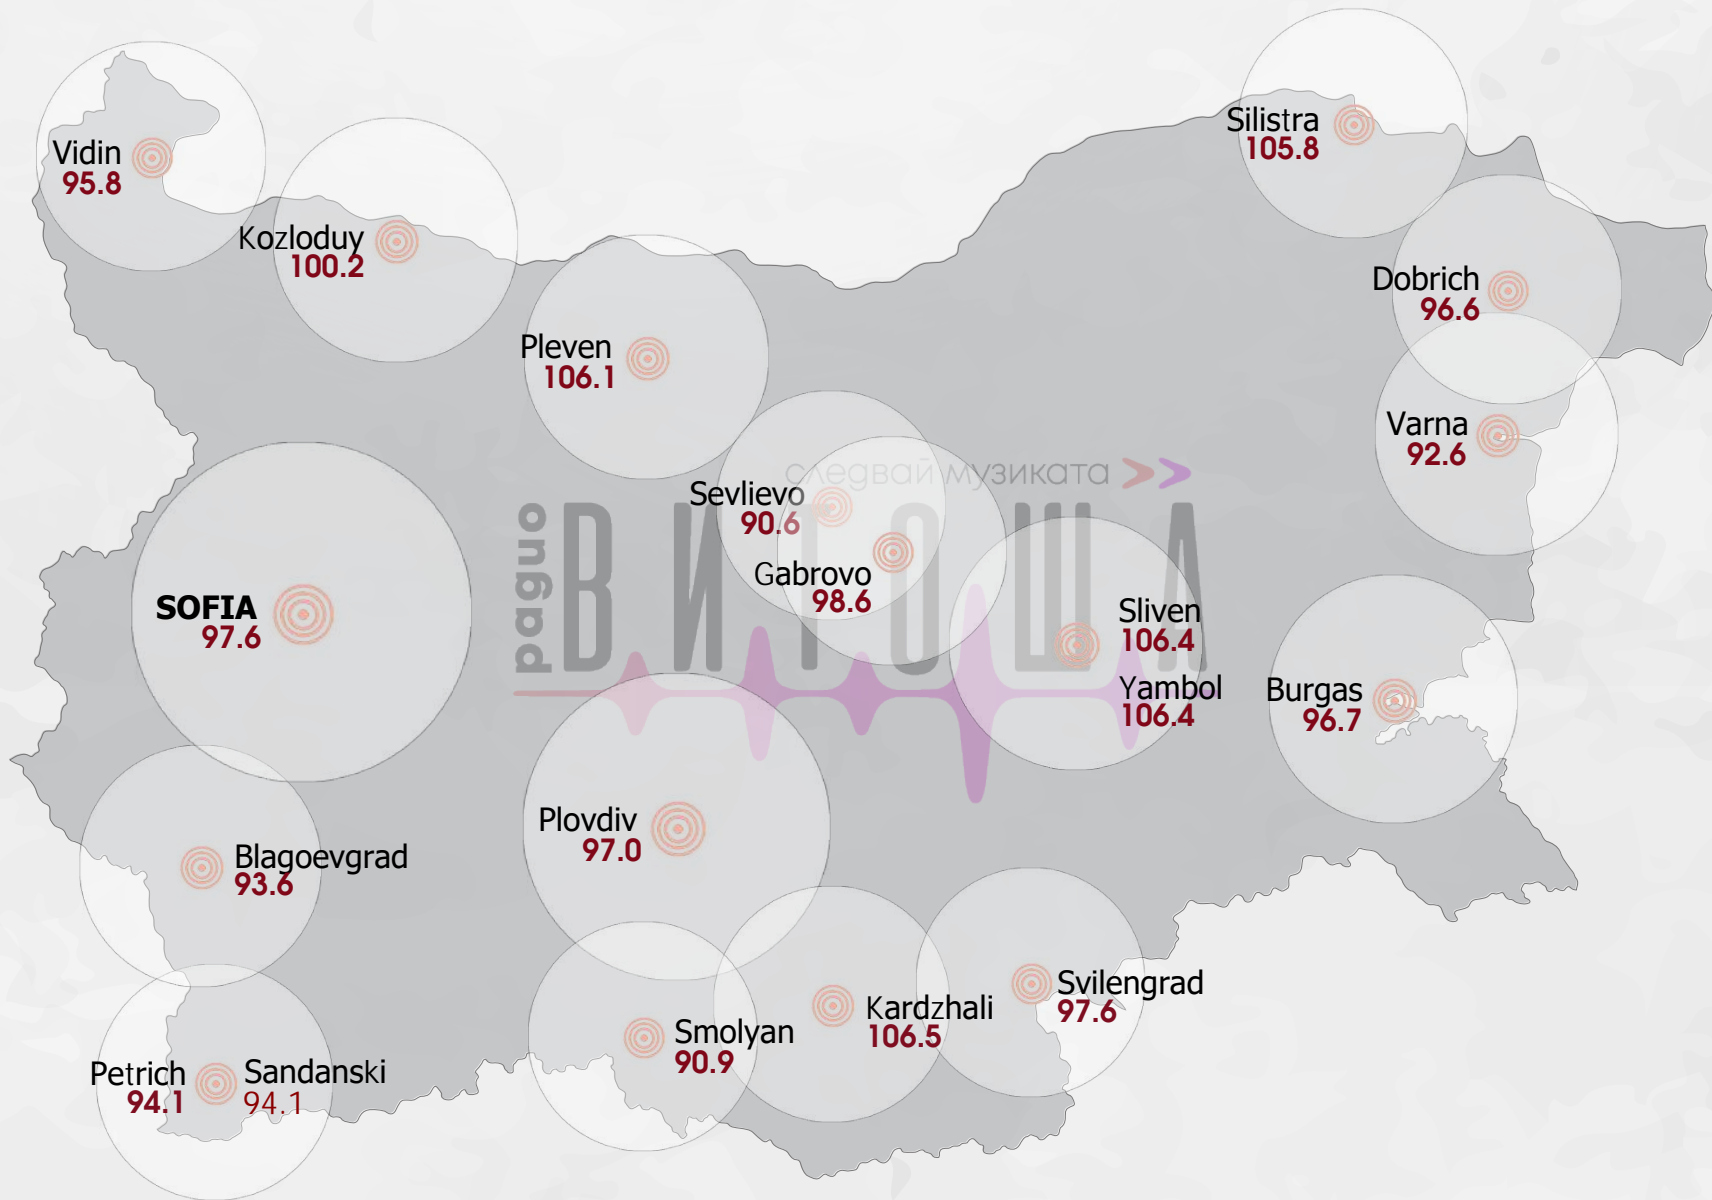 Silistra
105.8
Vidin
95.8
Kozloduy
100.2
Dobrich
96.6
Pleven
106.1
Varna
92.6
следвай музиката
Sevlievo
90.6
радио
ВИТОША
Gabrovo
98.6
SOFIA
97.6
Sliven
106.4
Yambol
106.4
Burgas
96.7
Plovdiv
97.0
Blagoevgrad
93.6
Svilengrad
97.6
Kardzhali
106.5
Smolyan
90.9
Petrich
94.1
Sandanski
94.1